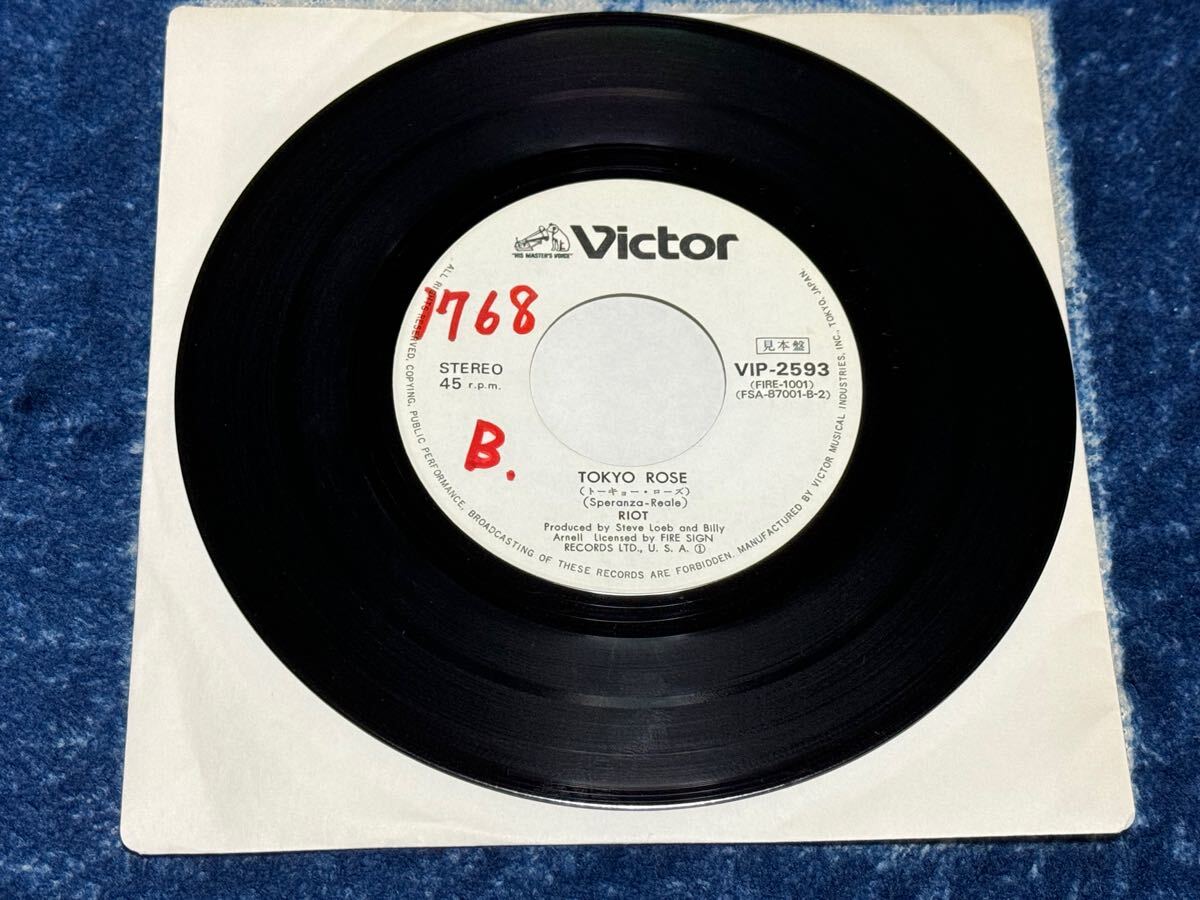 "HIS MASTER'S VOICE" Victor
1768
STEREO
45 r.p.m.
見本盤
VIP-2593
(FIRE-1001)
(FSA-87001-B-2)
B.
TOKYO ROSE
(トーキョー・ローズ)
(Speranza-Reale)
RIOT
Produced by Steve Loeb and Billy
Arnell Licensed by FIRE SIGN
RECORDS LTD., U. S. A. ①
ALL RIGHTS RESERVED, COPYING, PUBLIC PERFORMANCE, BROADCASTING OF THESE RECORDS ARE FORBIDDEN. MANUFACTURED BY VICTOR MUSICAL INDUSTRIES, INC., TOKYO, JAPAN.